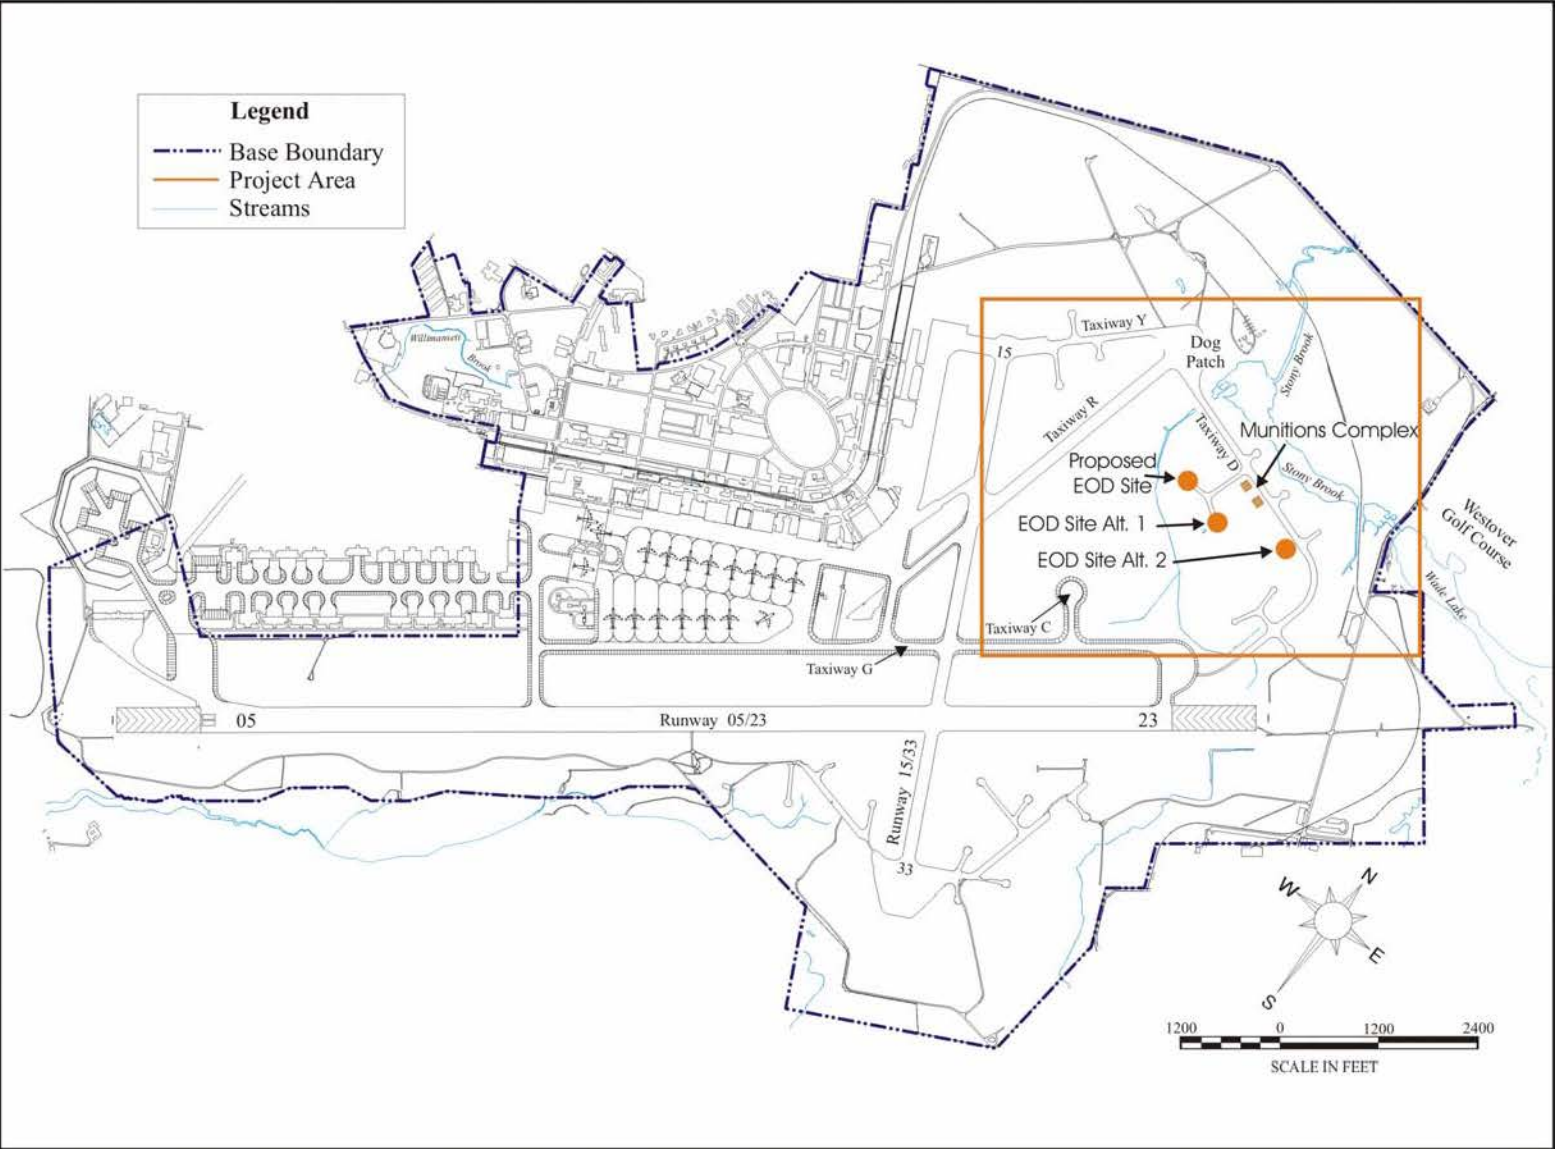 Legend
Base Boundary
Project Area
Streams
Willimansett
Brook
Taxiway Y
15
Dog
Patch
Stony Brook
Taxiway R
Taxiway D
Munitions Complex
Proposed
EOD Site
Stony Brook
EOD Site Alt. 1
EOD Site Alt. 2
Westover
Golf Course
Wade Lake
Taxiway C
Taxiway G
05
Runway 05/23
23
Runway 15/33
33
N
W
E
S
1200
0
1200
2400
SCALE IN FEET